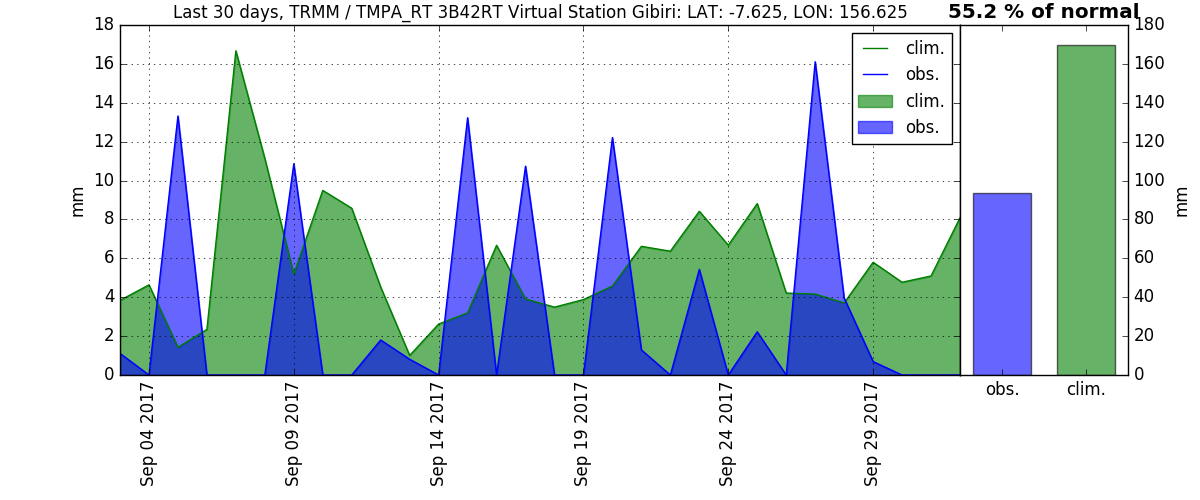 Last 30 days, TRMM / TMPA_RT 3B42RT Virtual Station Gibiri: LAT: -7.625, LON: 156.625
55.2 % of normal
18
16
14
12
10
8
6
4
2
0
mm
clim.
obs.
clim.
obs.
Sep 04 2017
Sep 09 2017
Sep 14 2017
Sep 19 2017
Sep 24 2017
Sep 29 2017
180
160
140
120
100
80
60
40
20
0
mm
obs.
clim.